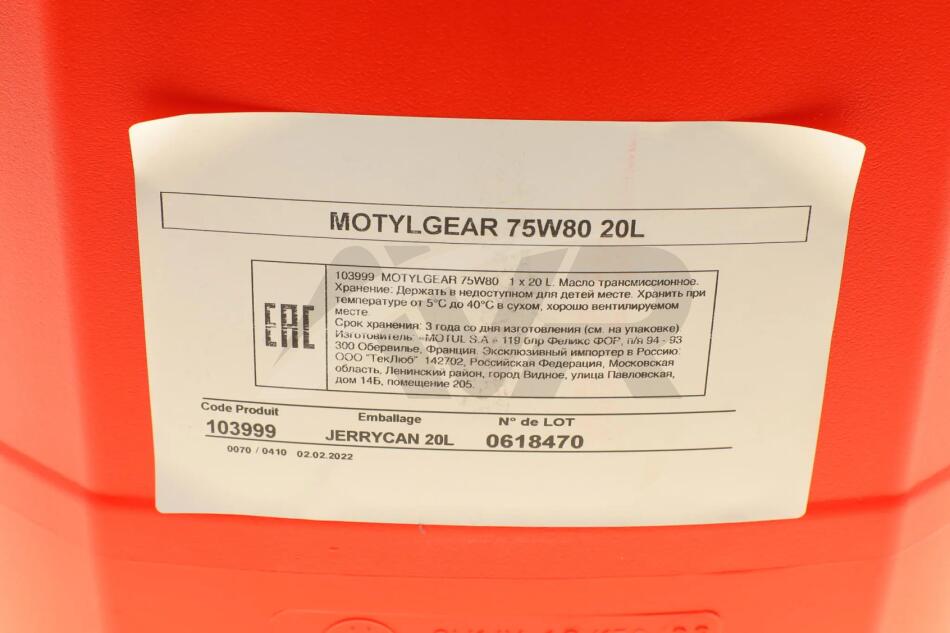 MOTYLGEAR 75W80 20L
103999 MOTYLGEAR 75W80 1 x 20 L. Масло трансмиссионное.
Хранение: Держать в недоступном для детей месте. Хранить при
температуре от 5°C до 40°C в сухом, хорошо вентилируемом
месте.
Срок хранения: 3 года со дня изготовления (см. на упаковке)
Изготовитель: «MOTUL S.A.» 119 блр Феликс ФОР, п/я 94 - 93
300 Обервилье, Франция. Эксклюзивный импортер в Россию:
ООО "ТекЛюб" 142702, Российская Федерация, Московская
область, Ленинский район, город Видное, улица Павловская,
дом 14Б, помещение 205.
EAC
AWR
Code Produit Emballage N° de LOT
103999 JERRYCAN 20L 0618470
0070 / 0410 02.02.2022